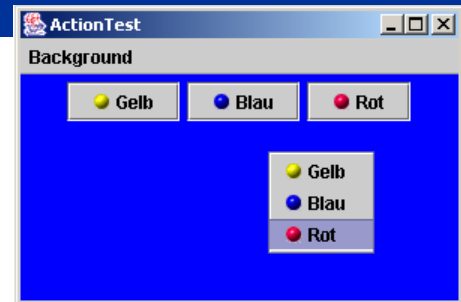 ActionTest
Background
Gelb Blau Rot
Gelb
Blau
Rot